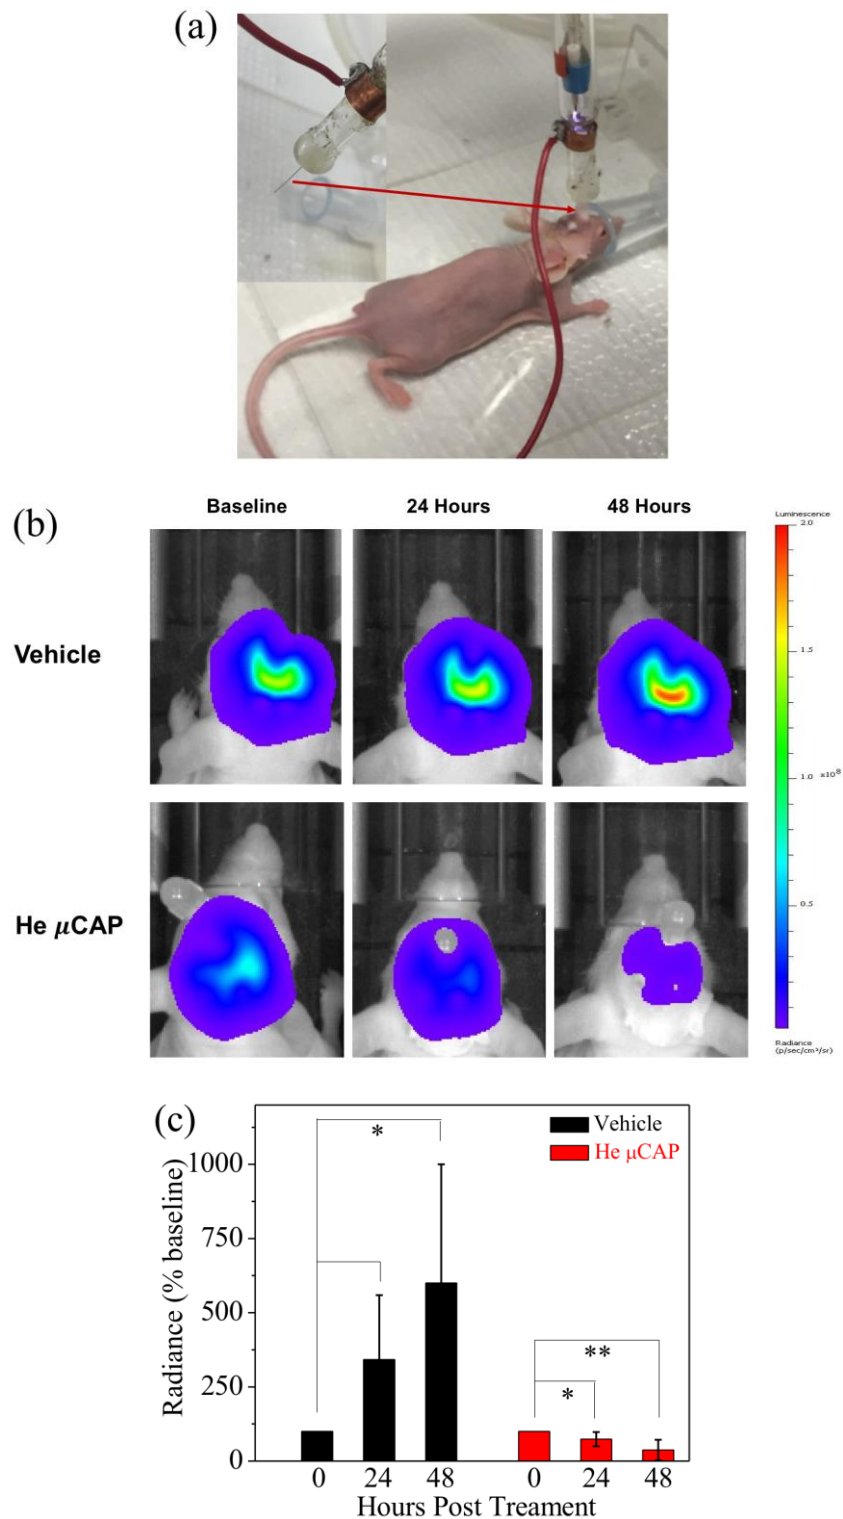 (a)
(b)
Baseline 24 Hours 48 Hours
Luminescence
2.0
Vehicle
1.5
1.0 ×10⁸
He μCAP
0.5
Radiance
(p/sec/cm²/sr)
(c)
Radiance (% baseline)
1000
750
500
250
0
*
Vehicle
He μCAP
**
*
0 24 48 0 24 48
Hours Post Treament